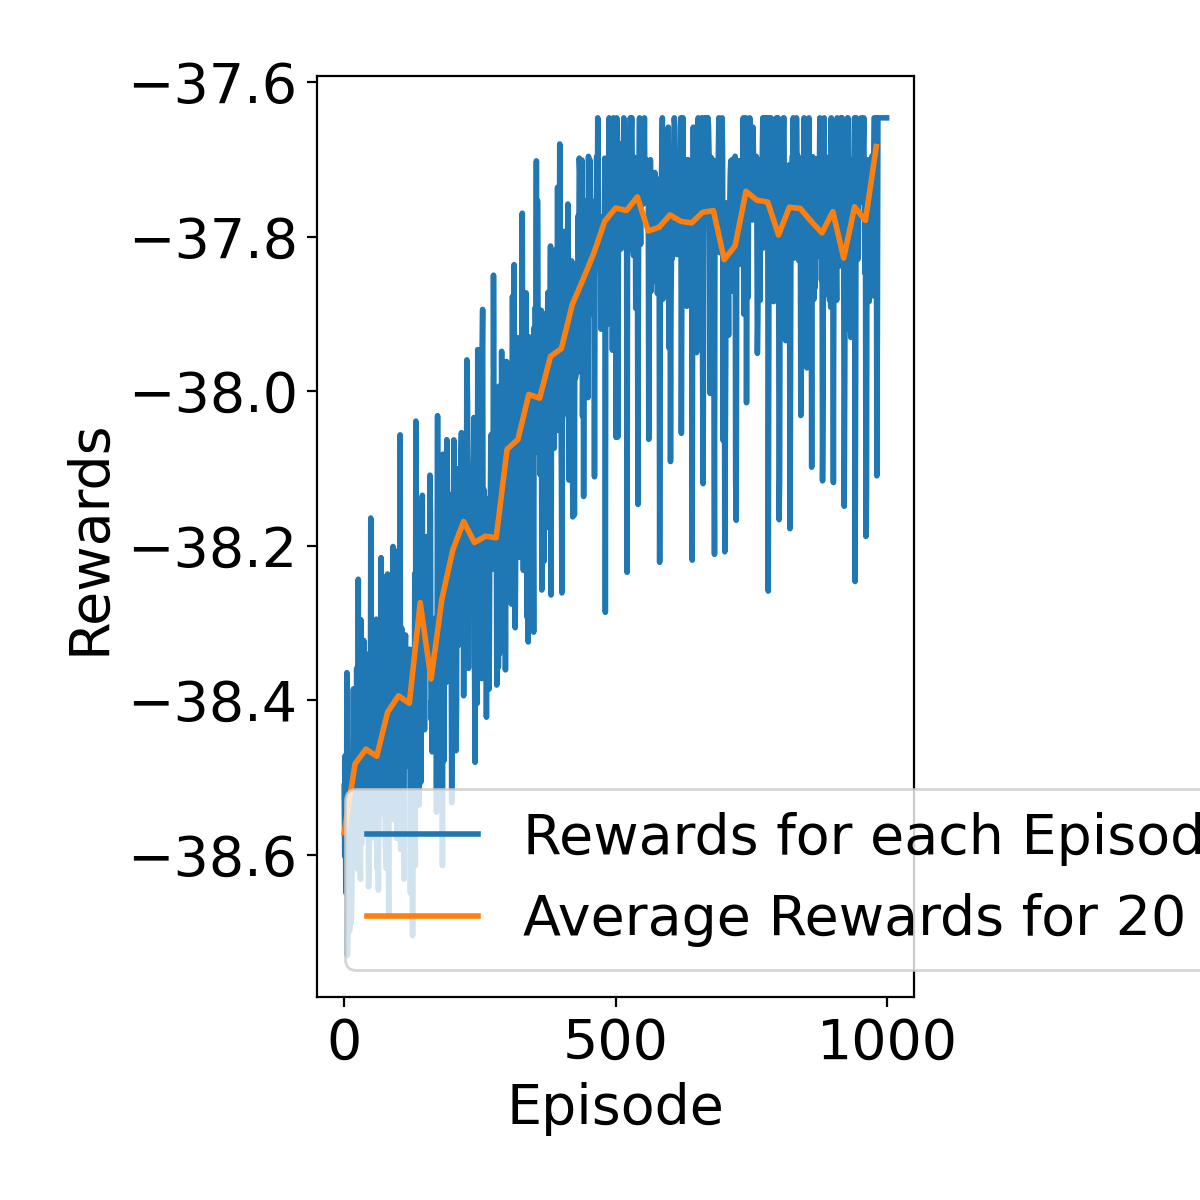 −37.6
−37.8
−38.0
−38.2
−38.4
−38.6
Rewards
Rewards for each Episod
Average Rewards for 20
0 500 1000
Episode